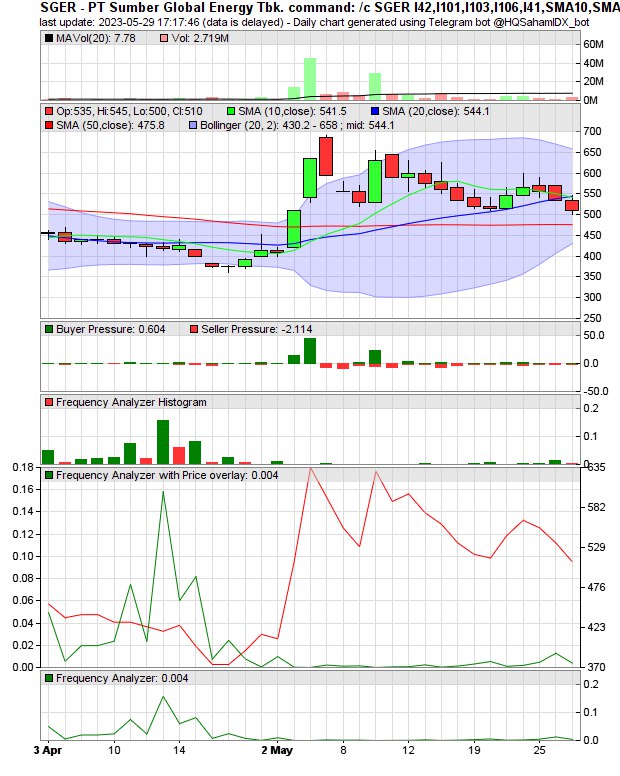 SGER - PT Sumber Global Energy Tbk. command: /c SGER I42,I101,I103,I106,I41,SMA10,SMA
last update: 2023-05-29 17:17:46 (data is delayed) - Daily chart generated using Telegram bot @HQSahamIDX_bot
MAVol(20): 7.78 Vol: 2.719M
60M
40M
20M
0M
Op:535, Hi:545, Lo:500, Cl:510 SMA (10,close): 541.5 SMA (20,close): 544.1
SMA (50,close): 475.8 Bollinger (20, 2): 430.2 - 658 ; mid: 544.1
700
650
600
550
500
450
400
350
300
250
Buyer Pressure: 0.604 Seller Pressure: -2.114
50.0
0.0
-50.0
Frequency Analyzer Histogram
0.2
0.1
0.0
Frequency Analyzer with Price overlay: 0.004
0.18 635
0.16
0.14 582
0.12
0.10 529
0.08
0.06 476
0.04 423
0.02
0.00 370
Frequency Analyzer: 0.004
0.2
0.1
0.0
3 Apr 10 14 2 May 8 12 19 25